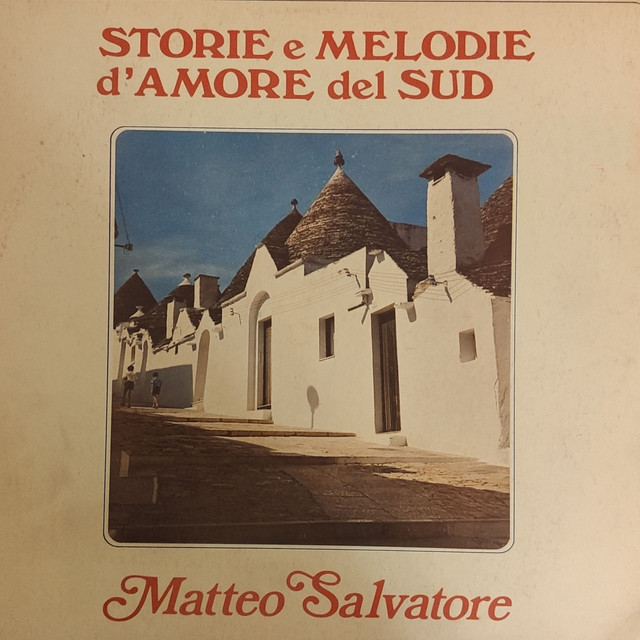 STORIE e MELODIE
d'AMORE del SUD
Matteo Salvatore